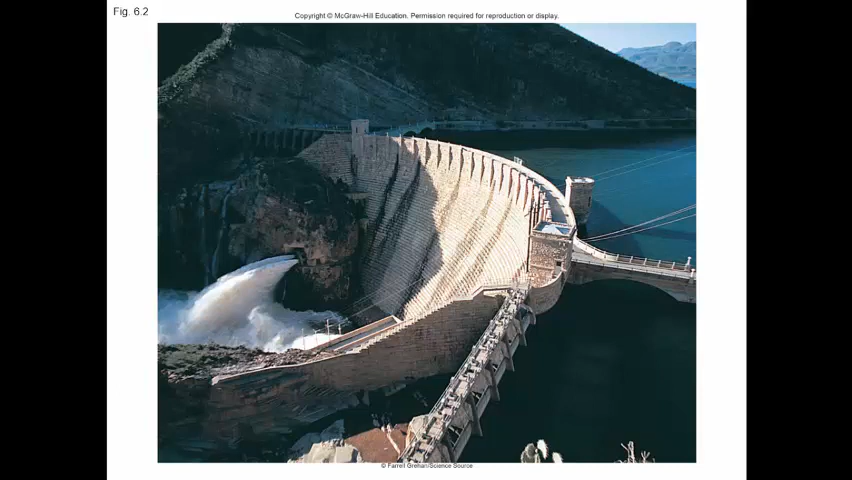 Fig. 6.2
Copyright © McGraw-Hill Education. Permission required for reproduction or display.
© Farrell Grehan/Science Source